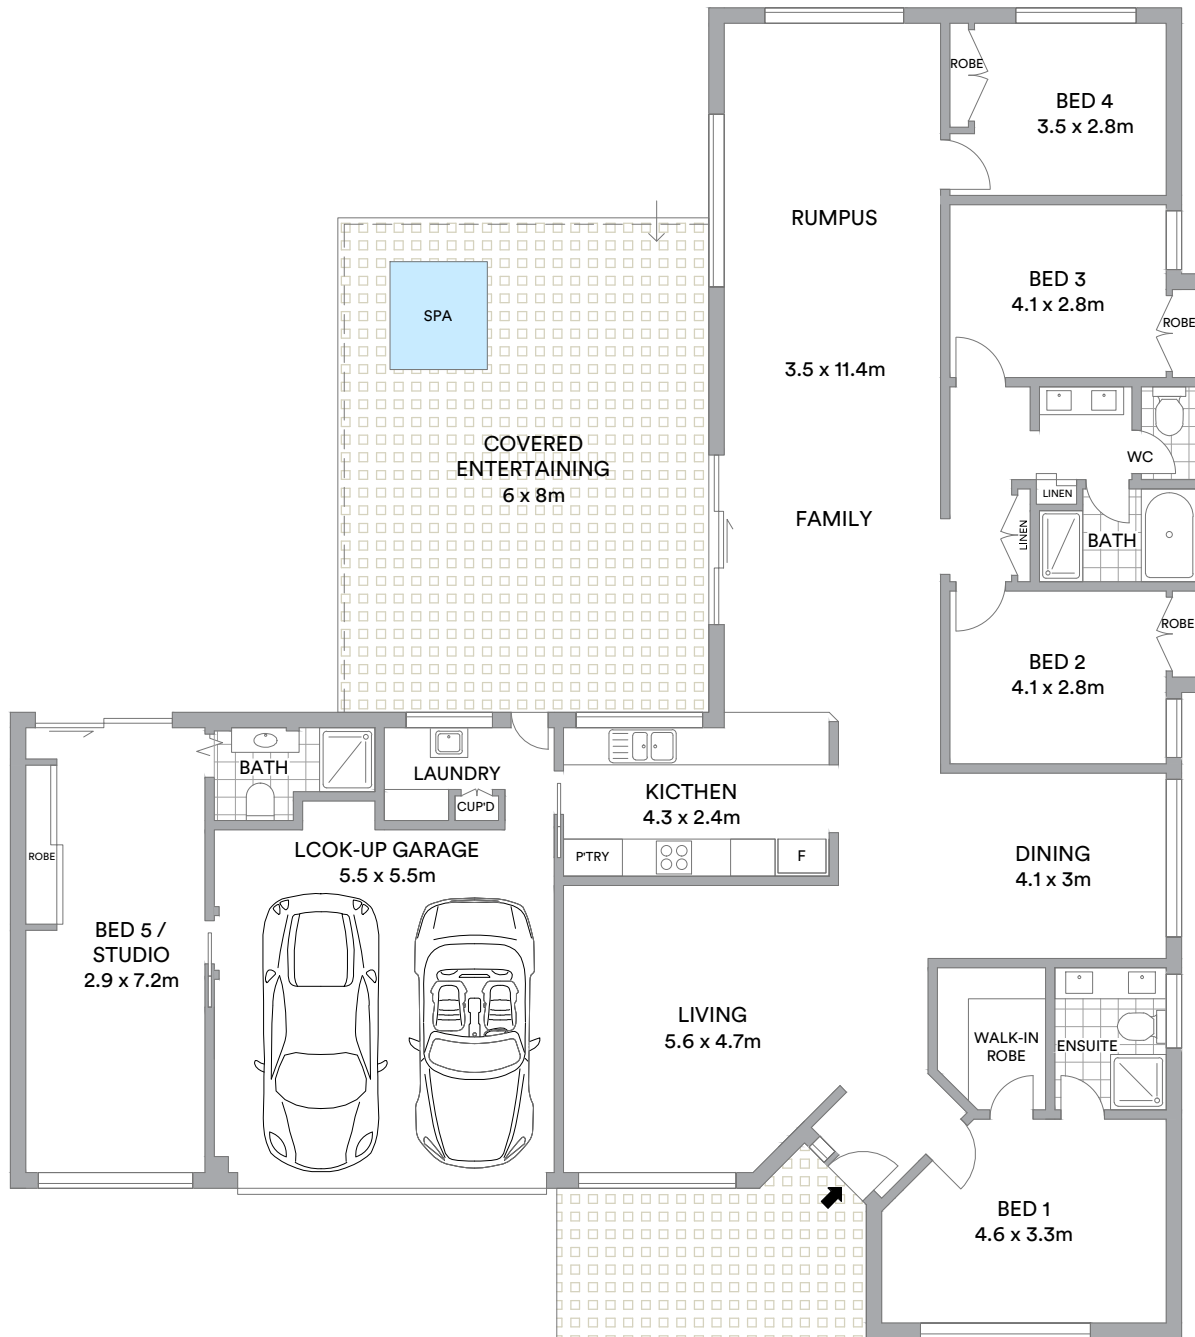 ROBE
BED 4
3.5 x 2.8m
RUMPUS
BED 3
4.1 x 2.8m
ROBE
SPA
3.5 x 11.4m
COVERED
ENTERTAINING
6 x 8m
WC
LINEN
LINEN
BATH
FAMILY
ROBE
BED 2
4.1 x 2.8m
BATH
LAUNDRY
CUP'D
KICTHEN
4.3 x 2.4m
P'TRY
F
ROBE
LCOK-UP GARAGE
5.5 x 5.5m
DINING
4.1 x 3m
BED 5 /
STUDIO
2.9 x 7.2m
LIVING
5.6 x 4.7m
WALK-IN
ROBE
ENSUITE
BED 1
4.6 x 3.3m